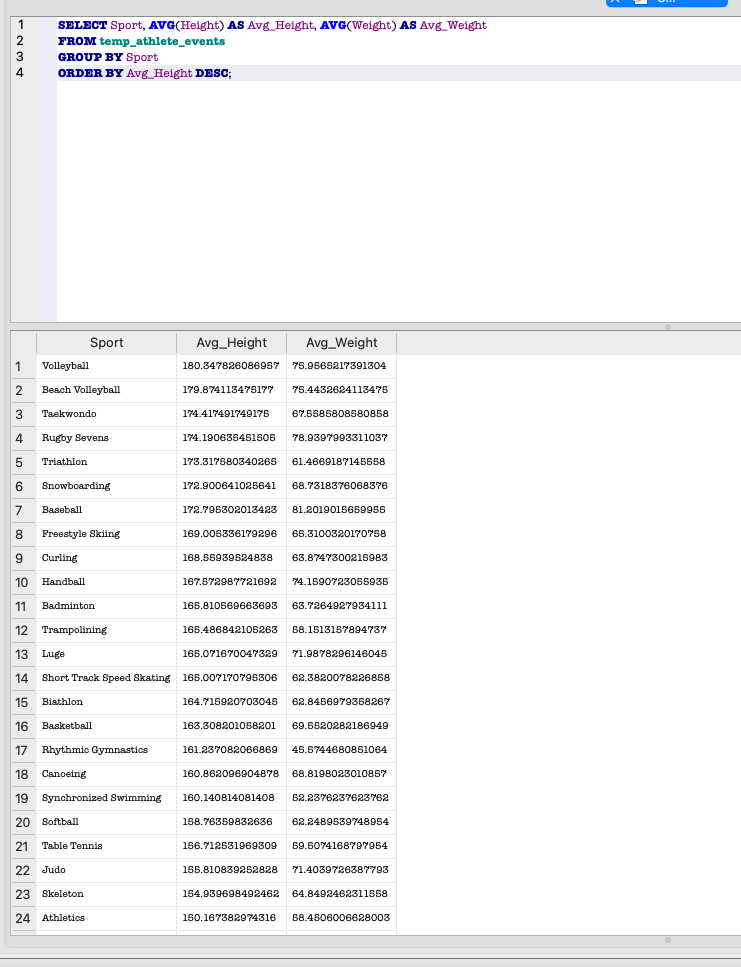 1 SELECT Sport, AVG(Height) AS Avg_Height, AVG(Weight) AS Avg_Weight
2 FROM temp_athlete_events
3 GROUP BY Sport
4 ORDER BY Avg_Height DESC;
Sport Avg_Height Avg_Weight
1 Volleyball 180.347826086957 75.9565217391304
2 Beach Volleyball 179.874113475177 75.4432624113475
3 Taekwondo 174.417491749175 67.5585808580858
4 Rugby Sevens 174.190635451505 78.9397993311037
5 Triathlon 173.317580340265 61.4669187145558
6 Snowboarding 172.900641025641 68.7318376068376
7 Baseball 172.795302013423 81.2019015659955
8 Freestyle Skiing 169.005336179296 65.3100320170758
9 Curling 168.55939524838 63.8747300215983
10 Handball 167.572987721692 74.1590723055935
11 Badminton 165.810569663693 63.7264927934111
12 Trampolining 165.486842105263 58.1513157894737
13 Luge 165.071670047329 71.9878296146045
14 Short Track Speed Skating 165.007170795306 62.3820078226858
15 Biathlon 164.715920703045 62.8456979358267
16 Basketball 163.308201058201 69.5520282186949
17 Rhythmic Gymnastics 161.237082066869 45.5744680851064
18 Canoeing 160.862096904878 68.8198023010857
19 Synchronized Swimming 160.140814081408 52.2376237623762
20 Softball 158.76359832636 62.2489539748954
21 Table Tennis 156.712531969309 59.5074168797954
22 Judo 155.810839252828 71.4039726387793
23 Skeleton 154.939698492462 64.8492462311558
24 Athletics 150.167382974316 58.4506006628003